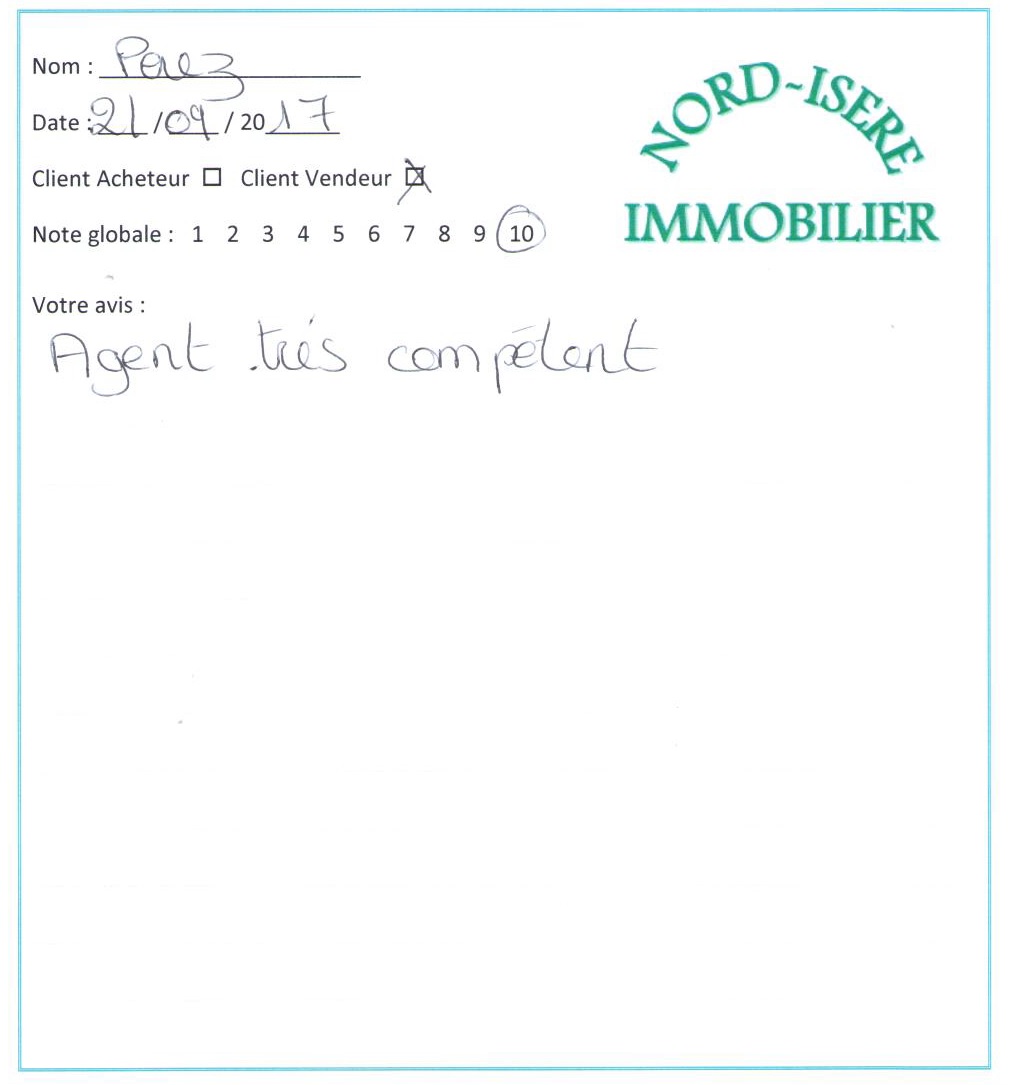 Nom : Perez
NORD-ISERE
Date : 21/09/2017
Client Acheteur ☐ Client Vendeur ☒
IMMOBILIER
Note globale : 1 2 3 4 5 6 7 8 9 10
Votre avis :
Agent trés compétent